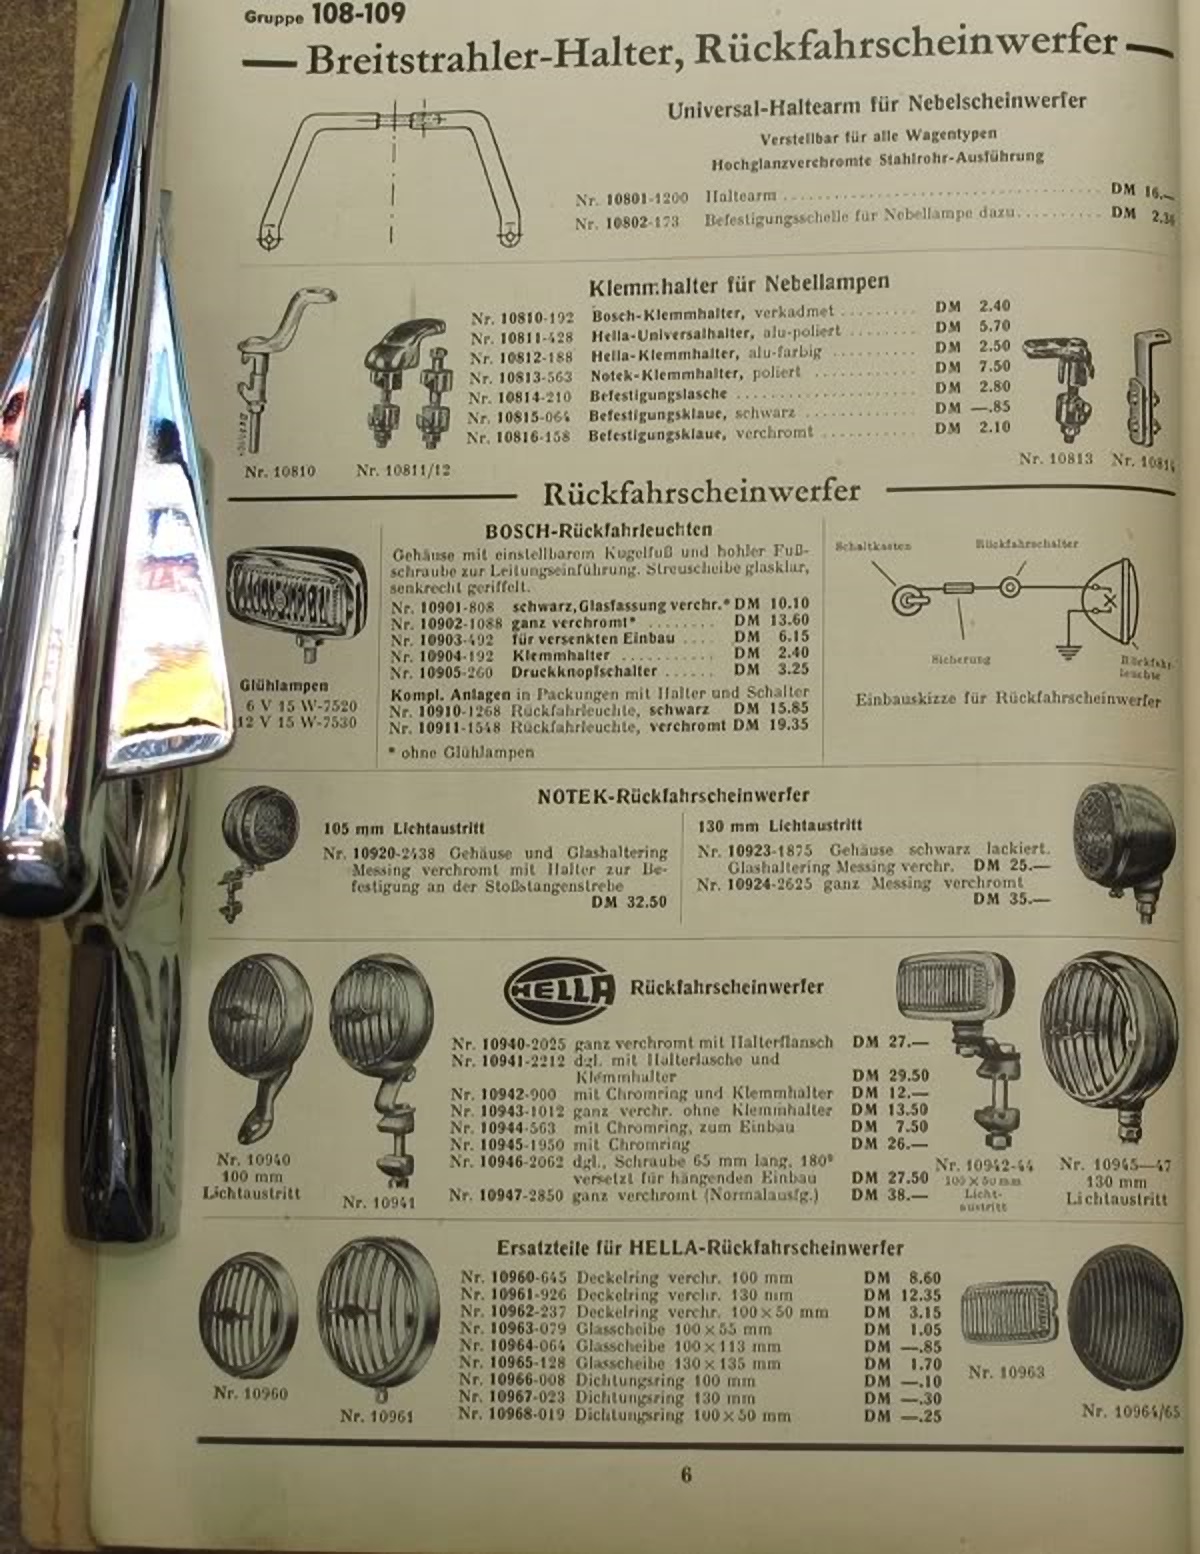 Gruppe 108-109
Breitstrahler-Halter, Rückfahrscheinwerfer
Universal-Haltearm für Nebelscheinwerfer
Verstellbar für alle Wagentypen
Hochglanzverchromte Stahlrohr-Ausführung
Nr. 10801-1200 Haltearm DM 16.—
Nr. 10802-173 Befestigungsschelle für Nebellampe dazu DM
Klemmhalter für Nebellampen
Nr. 10810-192 Bosch-Klemmhalter, verkadmet DM 2.40
Nr. 10811-428 Hella-Universalhalter, alu-poliert DM 5.70
Nr. 10812-188 Hella-Klemmhalter, alu-farbig DM 2.50
Nr. 10813-563 Notek-Klemmhalter, poliert DM 7.50
Nr. 10814-210 Befestigungslasche DM 2.80
Nr. 10815-064 Befestigungsklaue, schwarz DM —.85
Nr. 10816-158 Befestigungsklaue, verchromt DM 2.10
Nr. 10810
Nr. 10811/12
Nr. 10813
Nr. 10814
Rückfahrscheinwerfer
BOSCH-Rückfahrleuchten
Gehäuse mit einstellbarem Kugelfuß und hohler Fuß-
schraube zur Leitungseinführung. Streuscheibe glasklar,
senkrecht geriffelt.
Nr. 10901-808 schwarz, Glasfassung verchr.* DM 10.10
Nr. 10902-1088 ganz verchromt* DM 13.60
Nr. 10903-492 für versenkten Einbau DM 6.15
Nr. 10904-192 Klemmhalter DM 2.40
Nr. 10905-260 Druckknopfschalter DM 3.25
Kompl. Anlagen in Packungen mit Halter und Schalter
Nr. 10910-1268 Rückfahrleuchte, schwarz DM 15.85
Nr. 10911-1548 Rückfahrleuchte, verchromt DM 19.35
* ohne Glühlampen
Glühlampen
6 V 15 W-7520
12 V 15 W-7530
Schaltkasten
Rückfahrschalter
Sicherung
Rückfahr-
leuchte
Einbauskizze für Rückfahrscheinwerfer
NOTEK-Rückfahrscheinwerfer
105 mm Lichtaustritt
Nr. 10920-2438 Gehäuse und Glashaltering
Messing verchromt mit Halter zur Be-
festigung an der Stoßstangenstrebe
DM 32.50
130 mm Lichtaustritt
Nr. 10923-1875 Gehäuse schwarz lackiert.
Glashaltering Messing verchr. DM 25.—
Nr. 10924-2625 ganz Messing verchromt
DM 35.—
HELLA Rückfahrscheinwerfer
Nr. 10940-2025 ganz verchromt mit Halterflansch DM 27.—
Nr. 10941-2212 dgl. mit Halterlasche und
Klemmhalter DM 29.50
Nr. 10942-900 mit Chromring und Klemmhalter DM 12.—
Nr. 10943-1012 ganz verchr. ohne Klemmhalter DM 13.50
Nr. 10944-563 mit Chromring, zum Einbau DM 7.50
Nr. 10945-1950 mit Chromring DM 26.—
Nr. 10946-2062 dgl., Schraube 65 mm lang, 180°
versetzt für hängenden Einbau DM 27.50
Nr. 10947-2850 ganz verchromt (Normalausfg.) DM 38.—
Nr. 10940
100 mm
Lichtaustritt
Nr. 10941
Nr. 10942-44
100 x 50 mm
Licht-
austritt
Nr. 10945—47
130 mm
Lichtaustritt
Ersatzteile für HELLA-Rückfahrscheinwerfer
Nr. 10960-645 Deckelring verchr. 100 mm DM 8.60
Nr. 10961-926 Deckelring verchr. 130 mm DM 12.35
Nr. 10962-237 Deckelring verchr. 100 × 50 mm DM 3.15
Nr. 10963-079 Glasscheibe 100 × 55 mm DM 1.05
Nr. 10964-064 Glasscheibe 100 × 113 mm DM —.85
Nr. 10965-128 Glasscheibe 130 × 135 mm DM 1.70
Nr. 10966-008 Dichtungsring 100 mm DM —.10
Nr. 10967-023 Dichtungsring 130 mm DM —.30
Nr. 10968-019 Dichtungsring 100 × 50 mm DM —.25
Nr. 10960
Nr. 10961
Nr. 10963
Nr. 10964/65
6